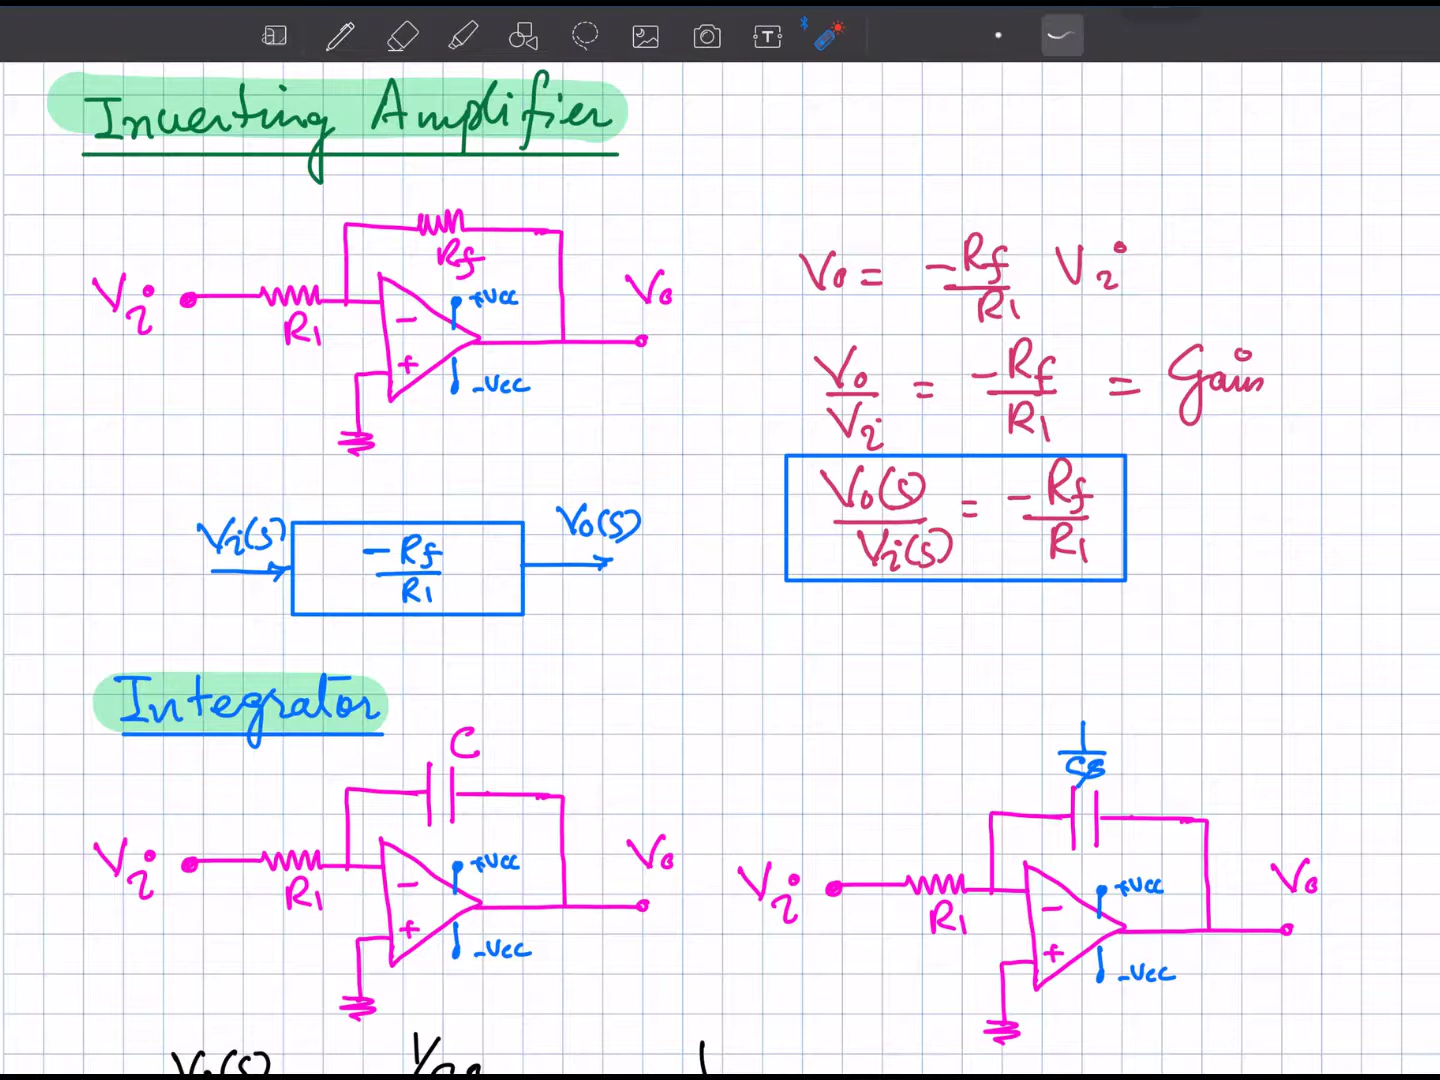 Inverting Amplifier
Rf
Vi R1 − +Vcc Vo
+ −Vcc
Vo = −Rf/R1 Vi
Vo/Vi = −Rf/R1 = Gain
Vo(s)/Vi(s) = −Rf/R1
Vi(s) −Rf/R1 Vo(s)
Integrator
C
Vi R1 − +Vcc Vo
+ −Vcc
1/Cs
Vi R1 − +Vcc Vo
+ −Vcc